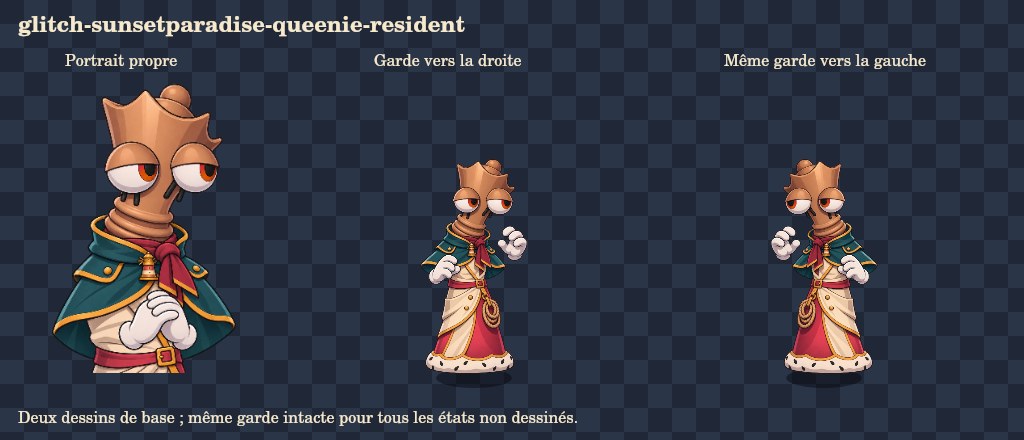 glitch-sunsetparadise-queenie-resident
Portrait propre
Garde vers la droite
Même garde vers la gauche
Deux dessins de base ; même garde intacte pour tous les états non dessinés.